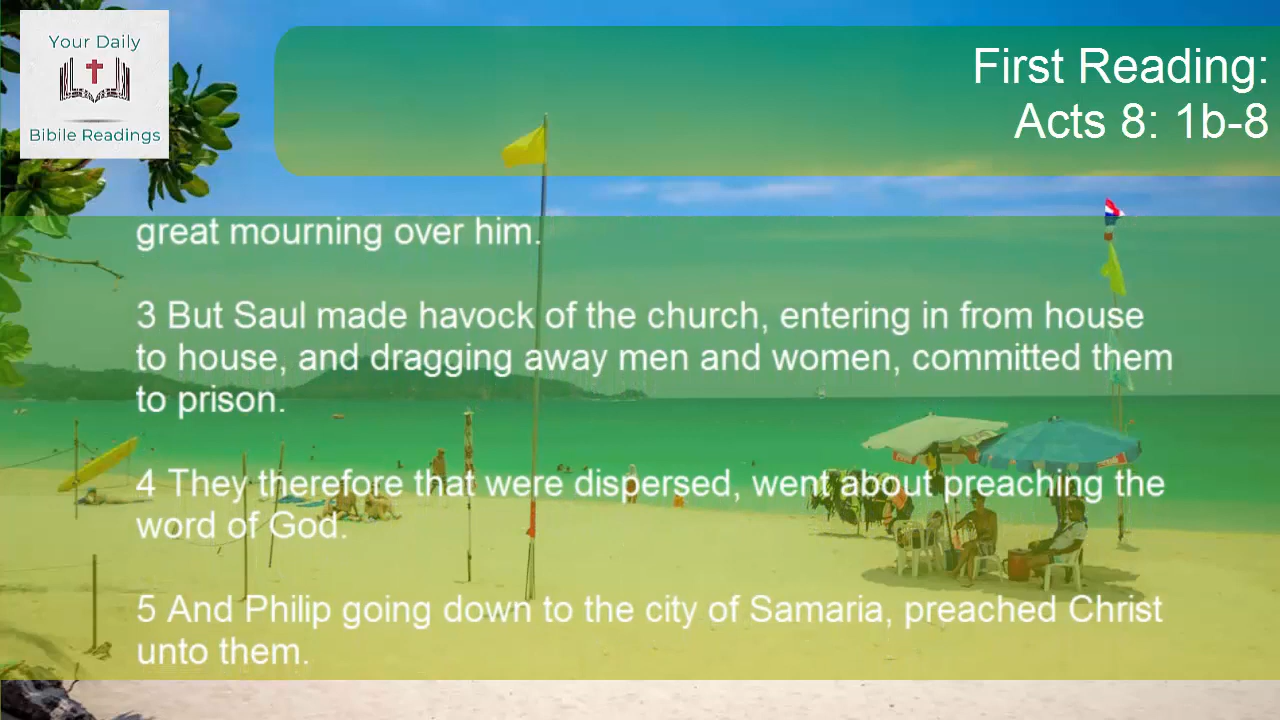 Your Daily
Bibile Readings
First Reading:
Acts 8: 1b-8
great mourning over him.
3 But Saul made havock of the church, entering in from house
to house, and dragging away men and women, committed them
to prison.
4 They therefore that were dispersed, went about preaching the
word of God.
5 And Philip going down to the city of Samaria, preached Christ
unto them.